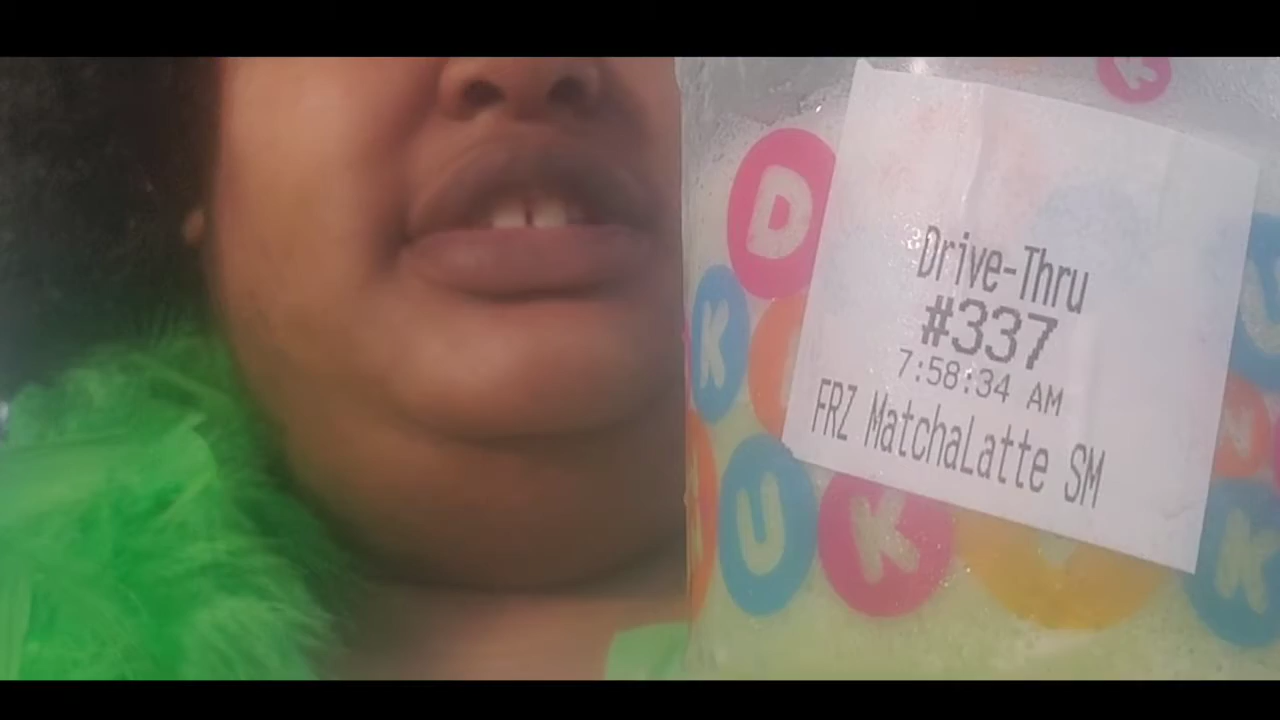 K
D
K
U
K
N
Drive-Thru
#337
7:58:34 AM
FRZ MatchaLatte SM